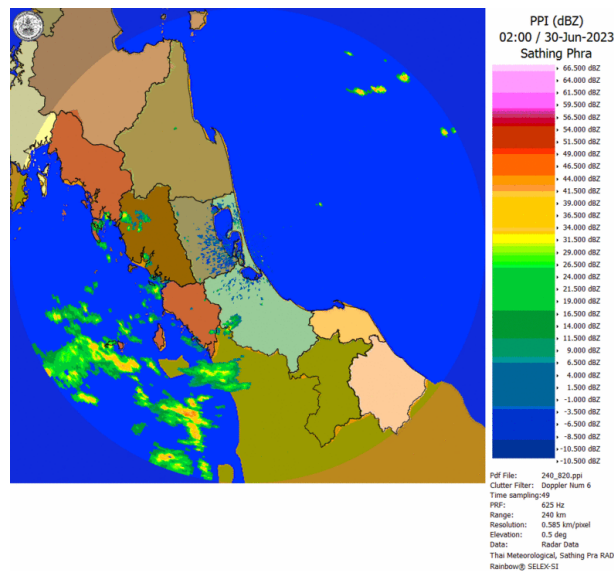 PPI (dBZ)
02:00 / 30-Jun-2023
Sathing Phra
66.500 dBZ
64.000 dBZ
61.500 dBZ
59.500 dBZ
56.500 dBZ
54.000 dBZ
51.500 dBZ
49.000 dBZ
46.500 dBZ
44.000 dBZ
41.500 dBZ
39.000 dBZ
36.500 dBZ
34.000 dBZ
31.500 dBZ
29.000 dBZ
26.500 dBZ
24.000 dBZ
21.500 dBZ
19.000 dBZ
16.500 dBZ
14.000 dBZ
11.500 dBZ
9.000 dBZ
6.500 dBZ
4.000 dBZ
1.500 dBZ
-1.000 dBZ
-3.500 dBZ
-6.500 dBZ
-8.500 dBZ
-10.500 dBZ
-10.500 dBZ
Pdf File: 240_820.ppi
Clutter Filter: Doppler Num 6
Time sampling:49
PRF: 625 Hz
Range: 240 km
Resolution: 0.585 km/pixel
Elevation: 0.5 deg
Data: Radar Data
Thai Meteorological, Sathing Pra RAD
Rainbow® SELEX-SI